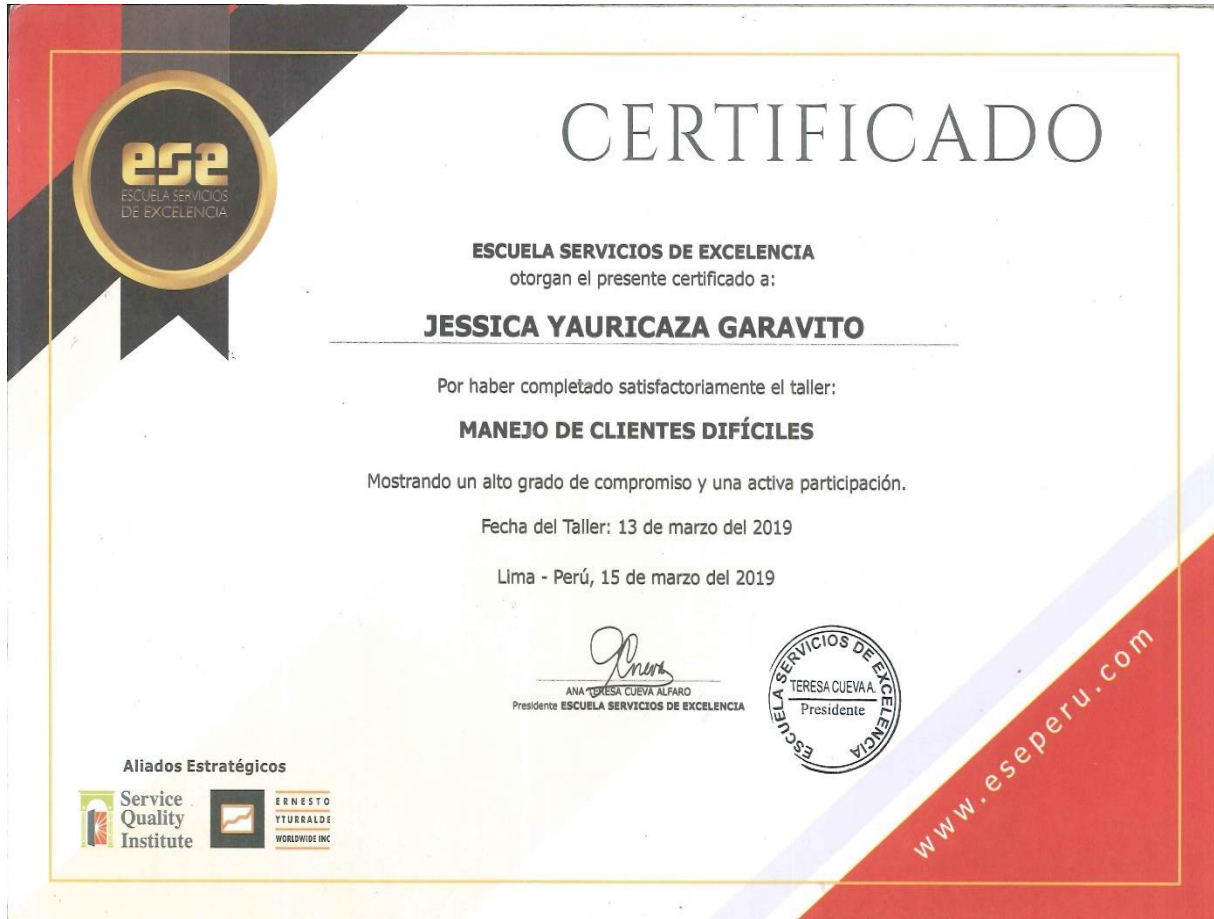 ese
ESCUELA SERVICIOS
DE EXCELENCIA
CERTIFICADO
ESCUELA SERVICIOS DE EXCELENCIA
otorgan el presente certificado a:
JESSICA YAURICAZA GARAVITO
Por haber completado satisfactoriamente el taller:
MANEJO DE CLIENTES DIFÍCILES
Mostrando un alto grado de compromiso y una activa participación.
Fecha del Taller: 13 de marzo del 2019
Lima - Perú, 15 de marzo del 2019
ANA TERESA CUEVA ALFARO
Presidente ESCUELA SERVICIOS DE EXCELENCIA
ESCUELA SERVICIOS DE EXCELENCIA
TERESA CUEVA A.
Presidente
www.eseperu.com
Aliados Estratégicos
Service
Quality
Institute
ERNESTO
YTURRALDE
WORLDWIDE INC